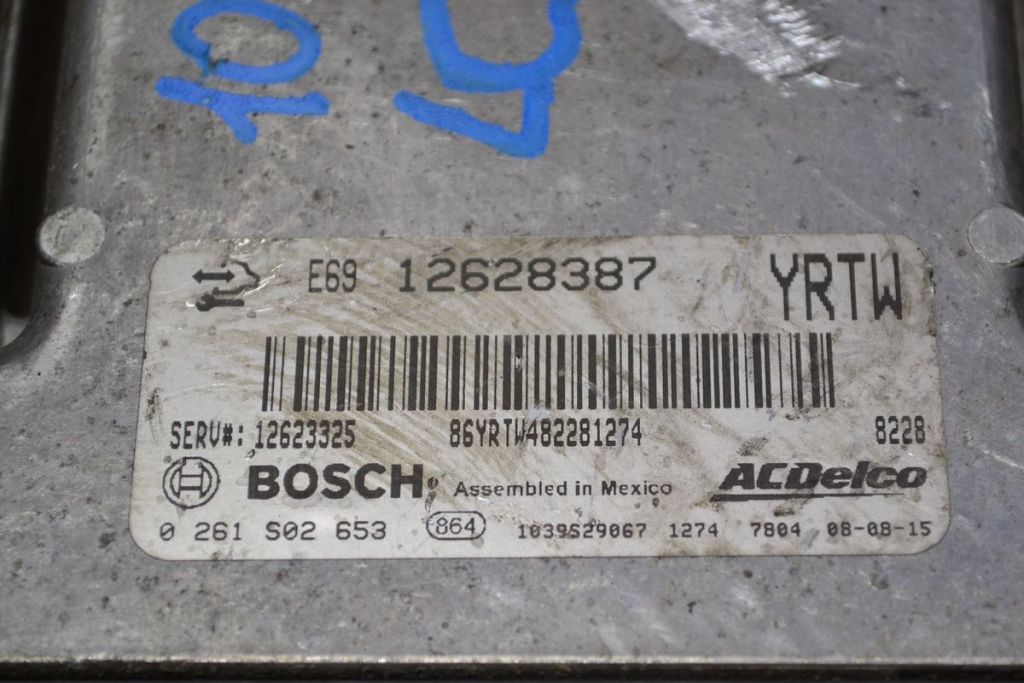 10
E69 12628387 YRTW
SERV#: 12623325 86YRTW482281274 8228
BOSCH Assembled in Mexico ACDelco
0 261 S02 653 864 1039S29067 1274 7804 08-08-15